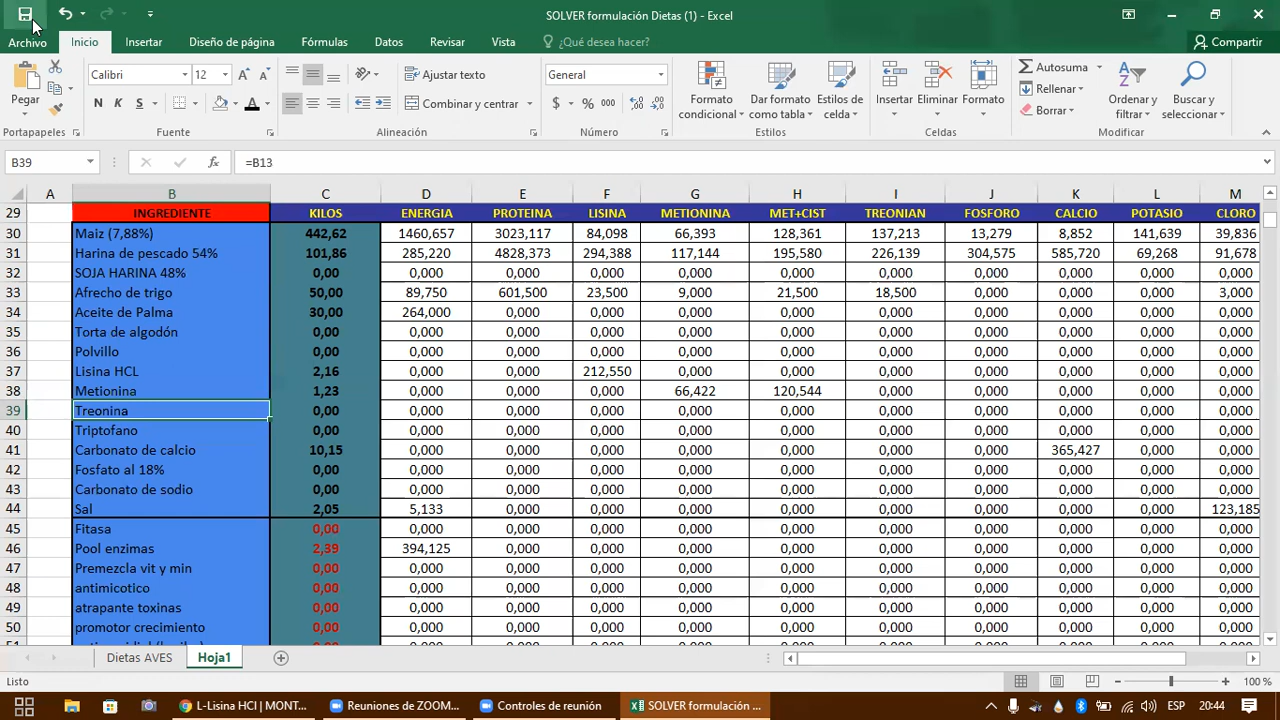 SOLVER formulación Dietas (1) - Excel
Archivo Inicio Insertar Diseño de página Fórmulas Datos Revisar Vista ¿Qué desea hacer? Compartir
Pegar
Calibri 12
N K S
Ajustar texto
Combinar y centrar
General
$ % 000
Formato condicional
Dar formato como tabla
Estilos de celda
Insertar Eliminar Formato
Autosuma
Rellenar
Borrar
Ordenar y filtrar
Buscar y seleccionar
Portapapeles Fuente Alineación Número Estilos Celdas Modificar
B39 fx =B13
A B C D E F G H I J K L M
29 INGREDIENTE KILOS ENERGIA PROTEINA LISINA METIONINA MET+CIST TREONIAN FOSFORO CALCIO POTASIO CLORO
30 Maiz (7,88%) 442,62 1460,657 3023,117 84,098 66,393 128,361 137,213 13,279 8,852 141,639 39,836
31 Harina de pescado 54% 101,86 285,220 4828,373 294,388 117,144 195,580 226,139 304,575 585,720 69,268 91,678
32 SOJA HARINA 48% 0,00 0,000 0,000 0,000 0,000 0,000 0,000 0,000 0,000 0,000 0,000
33 Afrecho de trigo 50,00 89,750 601,500 23,500 9,000 21,500 18,500 0,000 0,000 0,000 3,000
34 Aceite de Palma 30,00 264,000 0,000 0,000 0,000 0,000 0,000 0,000 0,000 0,000 0,000
35 Torta de algodón 0,00 0,000 0,000 0,000 0,000 0,000 0,000 0,000 0,000 0,000 0,000
36 Polvillo 0,00 0,000 0,000 0,000 0,000 0,000 0,000 0,000 0,000 0,000 0,000
37 Lisina HCL 2,16 0,000 0,000 212,550 0,000 0,000 0,000 0,000 0,000 0,000 0,000
38 Metionina 1,23 0,000 0,000 0,000 66,422 120,544 0,000 0,000 0,000 0,000 0,000
39 Treonina 0,00 0,000 0,000 0,000 0,000 0,000 0,000 0,000 0,000 0,000 0,000
40 Triptofano 0,00 0,000 0,000 0,000 0,000 0,000 0,000 0,000 0,000 0,000 0,000
41 Carbonato de calcio 10,15 0,000 0,000 0,000 0,000 0,000 0,000 0,000 365,427 0,000 0,000
42 Fosfato al 18% 0,00 0,000 0,000 0,000 0,000 0,000 0,000 0,000 0,000 0,000 0,000
43 Carbonato de sodio 0,00 0,000 0,000 0,000 0,000 0,000 0,000 0,000 0,000 0,000 0,000
44 Sal 2,05 5,133 0,000 0,000 0,000 0,000 0,000 0,000 0,000 0,000 123,185
45 Fitasa 0,00 0,000 0,000 0,000 0,000 0,000 0,000 0,000 0,000 0,000 0,000
46 Pool enzimas 2,39 394,125 0,000 0,000 0,000 0,000 0,000 0,000 0,000 0,000 0,000
47 Premezcla vit y min 0,00 0,000 0,000 0,000 0,000 0,000 0,000 0,000 0,000 0,000 0,000
48 antimicotico 0,00 0,000 0,000 0,000 0,000 0,000 0,000 0,000 0,000 0,000 0,000
49 atrapante toxinas 0,00 0,000 0,000 0,000 0,000 0,000 0,000 0,000 0,000 0,000 0,000
50 promotor crecimiento 0,00 0,000 0,000 0,000 0,000 0,000 0,000 0,000 0,000 0,000 0,000
Dietas AVES Hoja1
Listo 100 %
L-Lisina HCl | MONT... Reuniones de ZOOM... Controles de reunión SOLVER formulación ... ESP 20:44